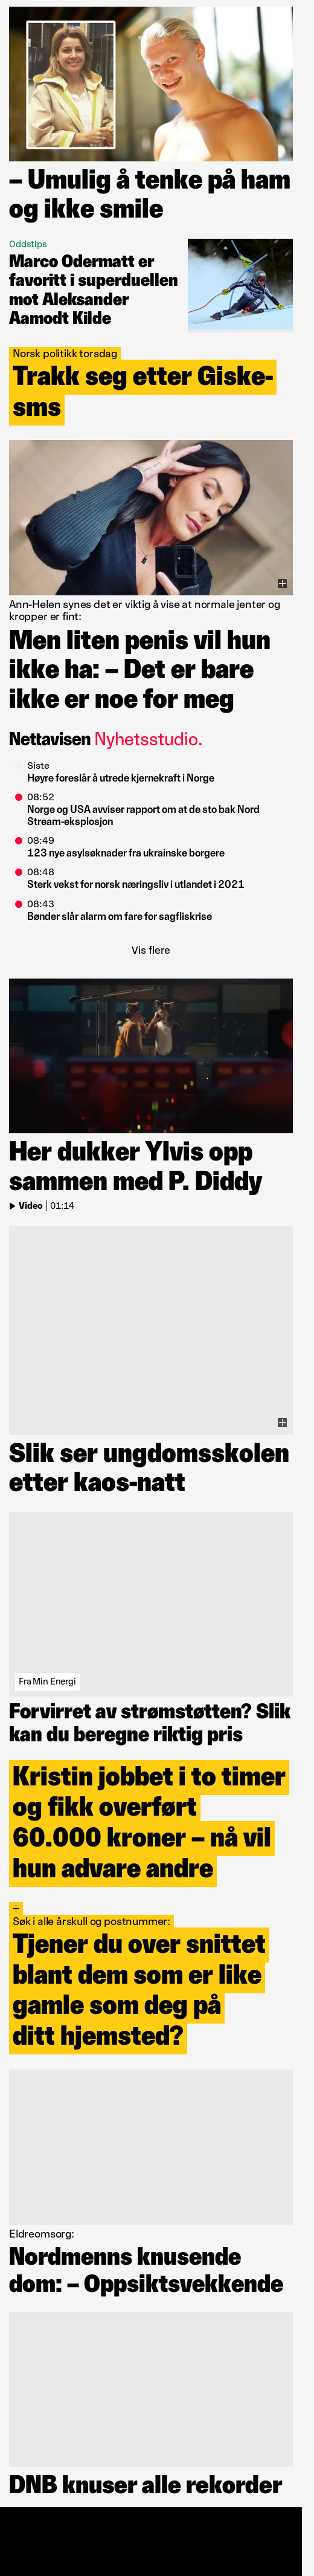 – Umulig å tenke på ham
og ikke smile
Oddstips
Marco Odermatt er
favoritt i superduellen
mot Aleksander
Aamodt Kilde
Norsk politikk torsdag
Trakk seg etter Giske-
sms
Ann-Helen synes det er viktig å vise at normale jenter og
kropper er fint:
Men liten penis vil hun
ikke ha: – Det er bare
ikke er noe for meg
Nettavisen Nyhetsstudio.
Siste
Høyre foreslår å utrede kjernekraft i Norge
08:52
Norge og USA avviser rapport om at de sto bak Nord
Stream-eksplosjon
08:49
123 nye asylsøknader fra ukrainske borgere
08:48
Sterk vekst for norsk næringsliv i utlandet i 2021
08:43
Bønder slår alarm om fare for sagfliskrise
Vis flere
Her dukker Ylvis opp
sammen med P. Diddy
Video | 01:14
Slik ser ungdomsskolen
etter kaos-natt
Fra Min Energi
Forvirret av strømstøtten? Slik
kan du beregne riktig pris
Kristin jobbet i to timer
og fikk overført
60.000 kroner – nå vil
hun advare andre
+
Søk i alle årskull og postnummer:
Tjener du over snittet
blant dem som er like
gamle som deg på
ditt hjemsted?
Eldreomsorg:
Nordmenns knusende
dom: – Oppsiktsvekkende
DNB knuser alle rekorder